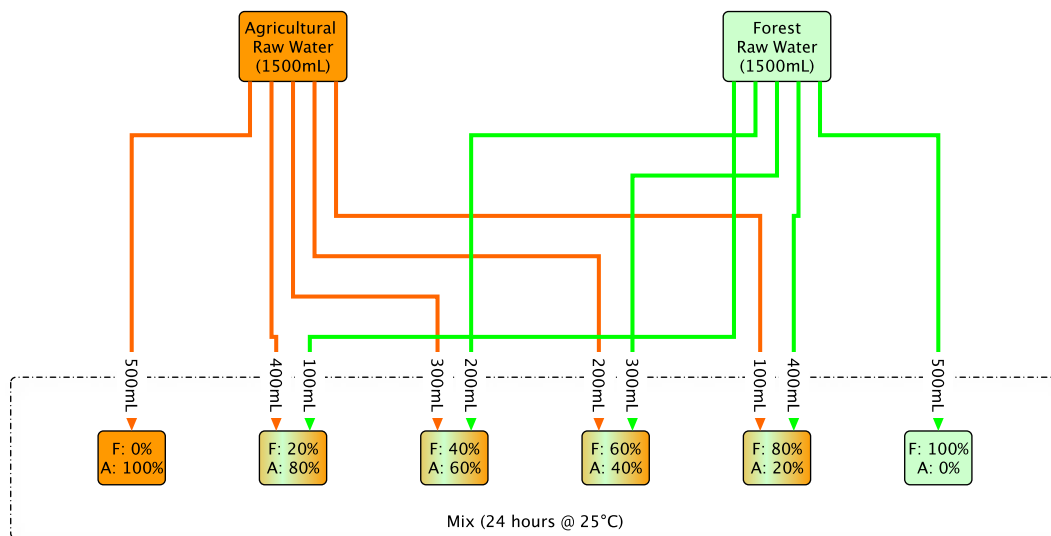 Agricultural
Raw Water
(1500mL)
Forest
Raw Water
(1500mL)
500mL
400mL
100mL
300mL
200mL
200mL
300mL
100mL
400mL
500mL
F: 0%
A: 100%
F: 20%
A: 80%
F: 40%
A: 60%
F: 60%
A: 40%
F: 80%
A: 20%
F: 100%
A: 0%
Mix (24 hours @ 25°C)